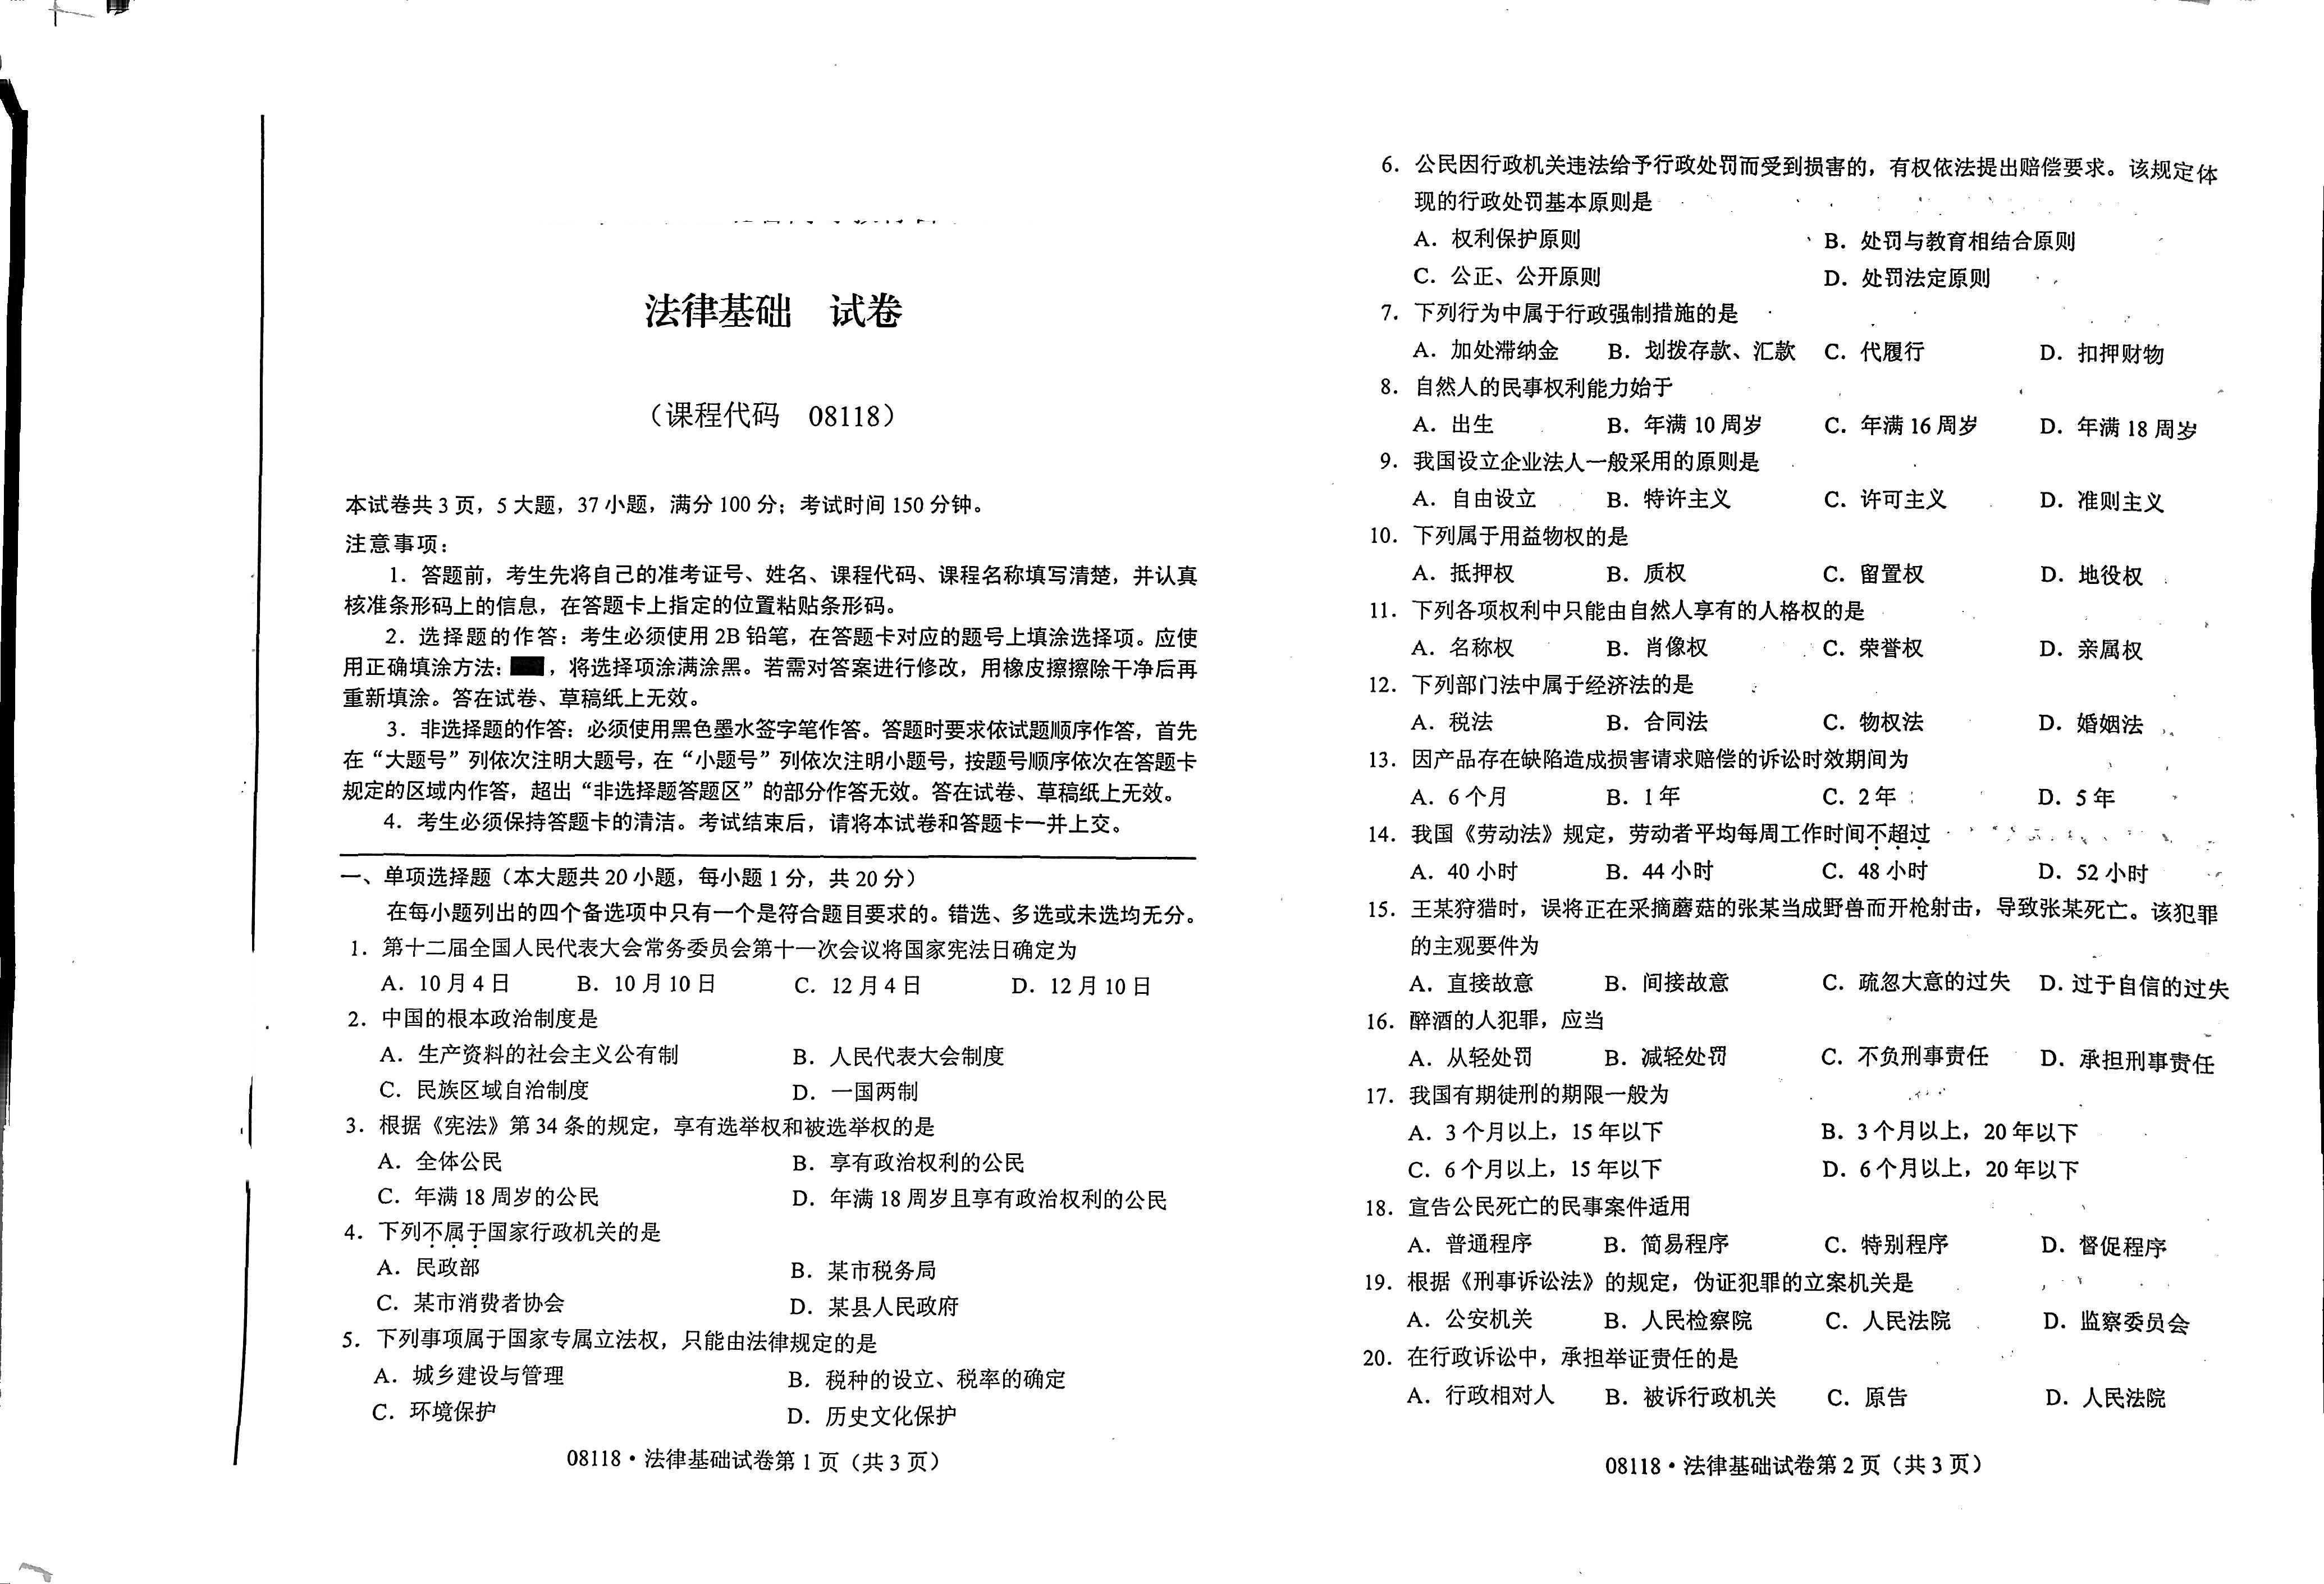 法律基础 试卷
(课程代码 08118)
本试卷共3页，5大题，37小题，满分100分；考试时间150分钟。
注意事项：
1．答题前，考生先将自己的准考证号、姓名、课程代码、课程名称填写清楚，并认真
核准条形码上的信息，在答题卡上指定的位置粘贴条形码。
2．选择题的作答：考生必须使用2B铅笔，在答题卡对应的题号上填涂选择项。应使
用正确填涂方法：，将选择项涂满涂黑。若需对答案进行修改，用橡皮擦擦除干净后再
重新填涂。答在试卷、草稿纸上无效。
3．非选择题的作答：必须使用黑色墨水签字笔作答。答题时要求依试题顺序作答，首先
在“大题号”列依次注明大题号，在“小题号”列依次注明小题号，按题号顺序依次在答题卡
规定的区域内作答，超出“非选择题答题区”的部分作答无效。答在试卷、草稿纸上无效。
4．考生必须保持答题卡的清洁。考试结束后，请将本试卷和答题卡一并上交。
一、单项选择题（本大题共20小题，每小题1分，共20分）
在每小题列出的四个备选项中只有一个是符合题目要求的。错选、多选或未选均无分。
1．第十二届全国人民代表大会常务委员会第十一次会议将国家宪法日确定为
A．10月4日 B．10月10日 C．12月4日 D．12月10日
2．中国的根本政治制度是
A．生产资料的社会主义公有制 B．人民代表大会制度
C．民族区域自治制度 D．一国两制
3．根据《宪法》第34条的规定，享有选举权和被选举权的是
A．全体公民 B．享有政治权利的公民
C．年满18周岁的公民 D．年满18周岁且享有政治权利的公民
4．下列不属于国家行政机关的是
A．民政部 B．某市税务局
C．某市消费者协会 D．某县人民政府
5．下列事项属于国家专属立法权，只能由法律规定的是
A．城乡建设与管理 B．税种的设立、税率的确定
C．环境保护 D．历史文化保护
08118·法律基础试卷第1页（共3页）
6．公民因行政机关违法给予行政处罚而受到损害的，有权依法提出赔偿要求。该规定体
现的行政处罚基本原则是
A．权利保护原则 B．处罚与教育相结合原则
C．公正、公开原则 D．处罚法定原则
7．下列行为中属于行政强制措施的是
A．加处滞纳金 B．划拨存款、汇款 C．代履行 D．扣押财物
8．自然人的民事权利能力始于
A．出生 B．年满10周岁 C．年满16周岁 D．年满18周岁
9．我国设立企业法人一般采用的原则是
A．自由设立 B．特许主义 C．许可主义 D．准则主义
10．下列属于用益物权的是
A．抵押权 B．质权 C．留置权 D．地役权
11．下列各项权利中只能由自然人享有的人格权的是
A．名称权 B．肖像权 C．荣誉权 D．亲属权
12．下列部门法中属于经济法的是
A．税法 B．合同法 C．物权法 D．婚姻法
13．因产品存在缺陷造成损害请求赔偿的诉讼时效期间为
A．6个月 B．1年 C．2年 D．5年
14．我国《劳动法》规定，劳动者平均每周工作时间不超过
A．40小时 B．44小时 C．48小时 D．52小时
15．王某狩猎时，误将正在采摘蘑菇的张某当成野兽而开枪射击，导致张某死亡。该犯罪
的主观要件为
A．直接故意 B．间接故意 C．疏忽大意的过失 D．过于自信的过失
16．醉酒的人犯罪，应当
A．从轻处罚 B．减轻处罚 C．不负刑事责任 D．承担刑事责任
17．我国有期徒刑的期限一般为
A．3个月以上，15年以下 B．3个月以上，20年以下
C．6个月以上，15年以下 D．6个月以上，20年以下
18．宣告公民死亡的民事案件适用
A．普通程序 B．简易程序 C．特别程序 D．督促程序
19．根据《刑事诉讼法》的规定，伪证犯罪的立案机关是
A．公安机关 B．人民检察院 C．人民法院 D．监察委员会
20．在行政诉讼中，承担举证责任的是
A．行政相对人 B．被诉行政机关 C．原告 D．人民法院
08118·法律基础试卷第2页（共3页）